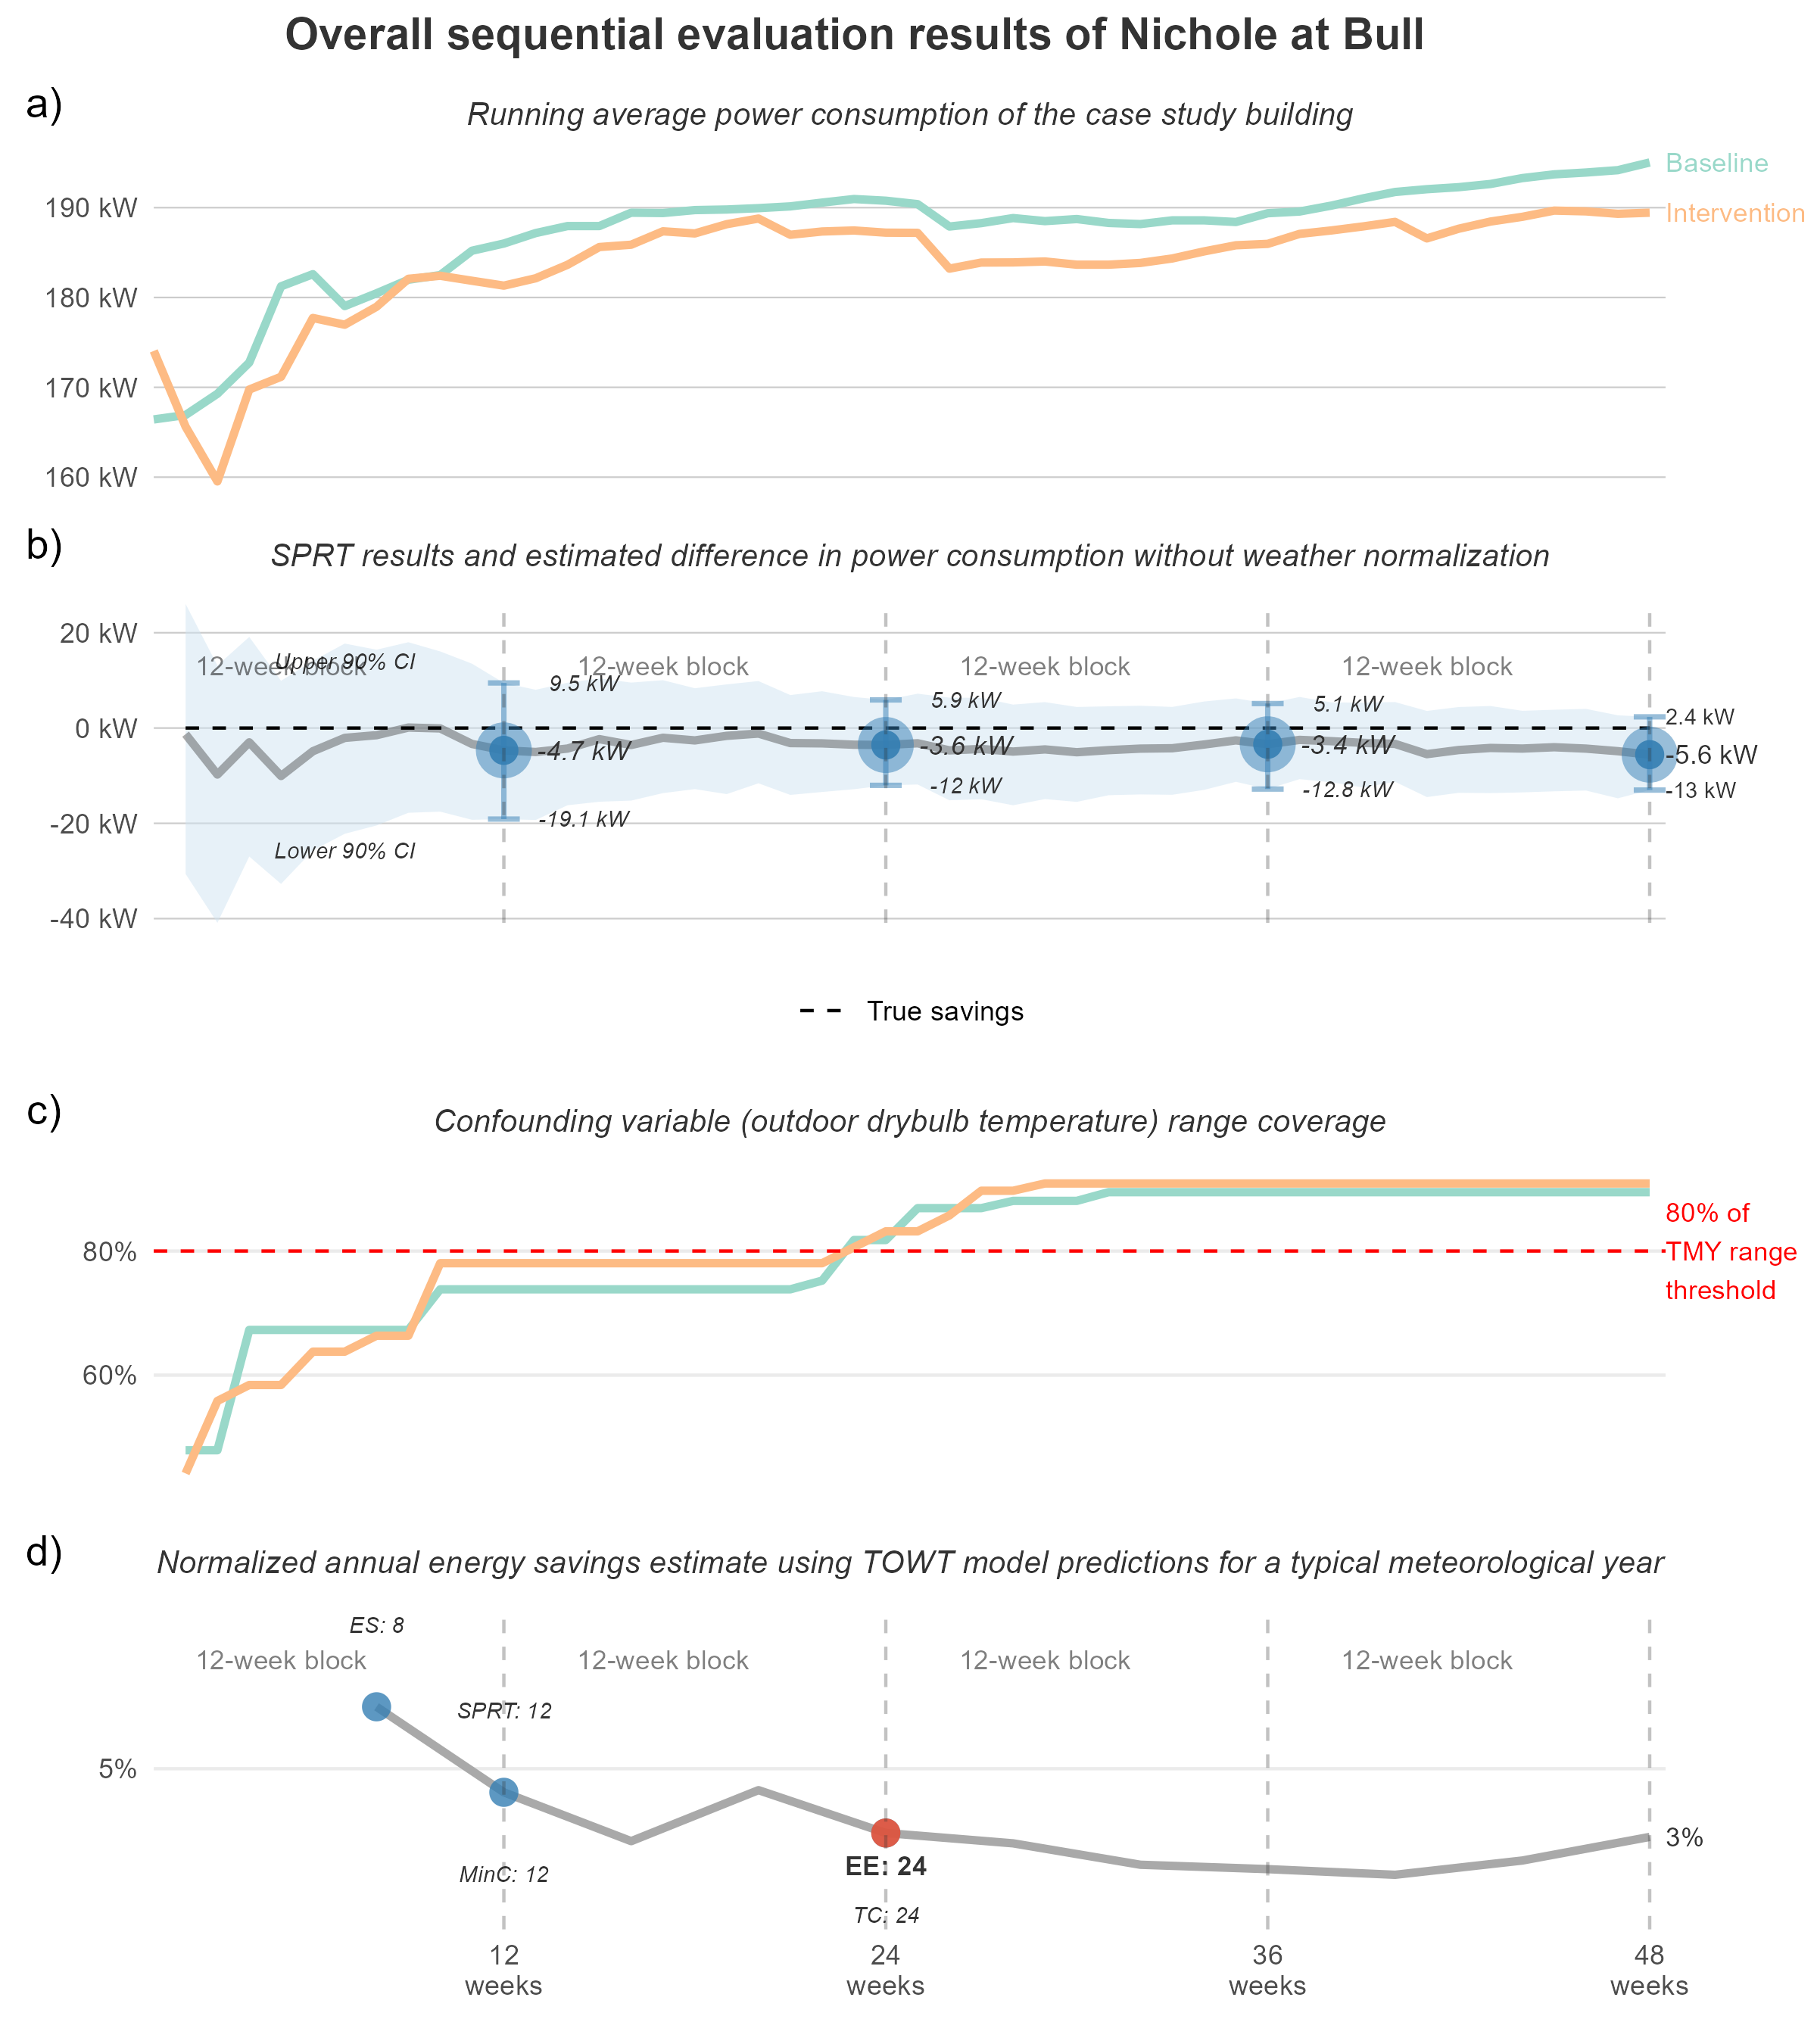 Overall sequential evaluation results of Nichole at Bull
a)
Running average power consumption of the case study building
Baseline
190 kW
Intervention
180 kW
170 kW
160 kW
b)
SPRT results and estimated difference in power consumption without weather normalization
20 kW
12-week block
12-week block
12-week block
12-week block
Upper 90% CI
9.5 kW
5.9 kW
5.1 kW
2.4 kW
0 kW
-4.7 kW
-3.6 kW
-3.4 kW
-5.6 kW
-12 kW
-12.8 kW
-13 kW
-19.1 kW
-20 kW
Lower 90% CI
-40 kW
True savings
c)
Confounding variable (outdoor drybulb temperature) range coverage
80% of
TMY range
threshold
80%
60%
d)
Normalized annual energy savings estimate using TOWT model predictions for a typical meteorological year
ES: 8
12-week block
12-week block
12-week block
12-week block
SPRT: 12
5%
3%
MinC: 12
EE: 24
TC: 24
12
weeks
24
weeks
36
weeks
48
weeks